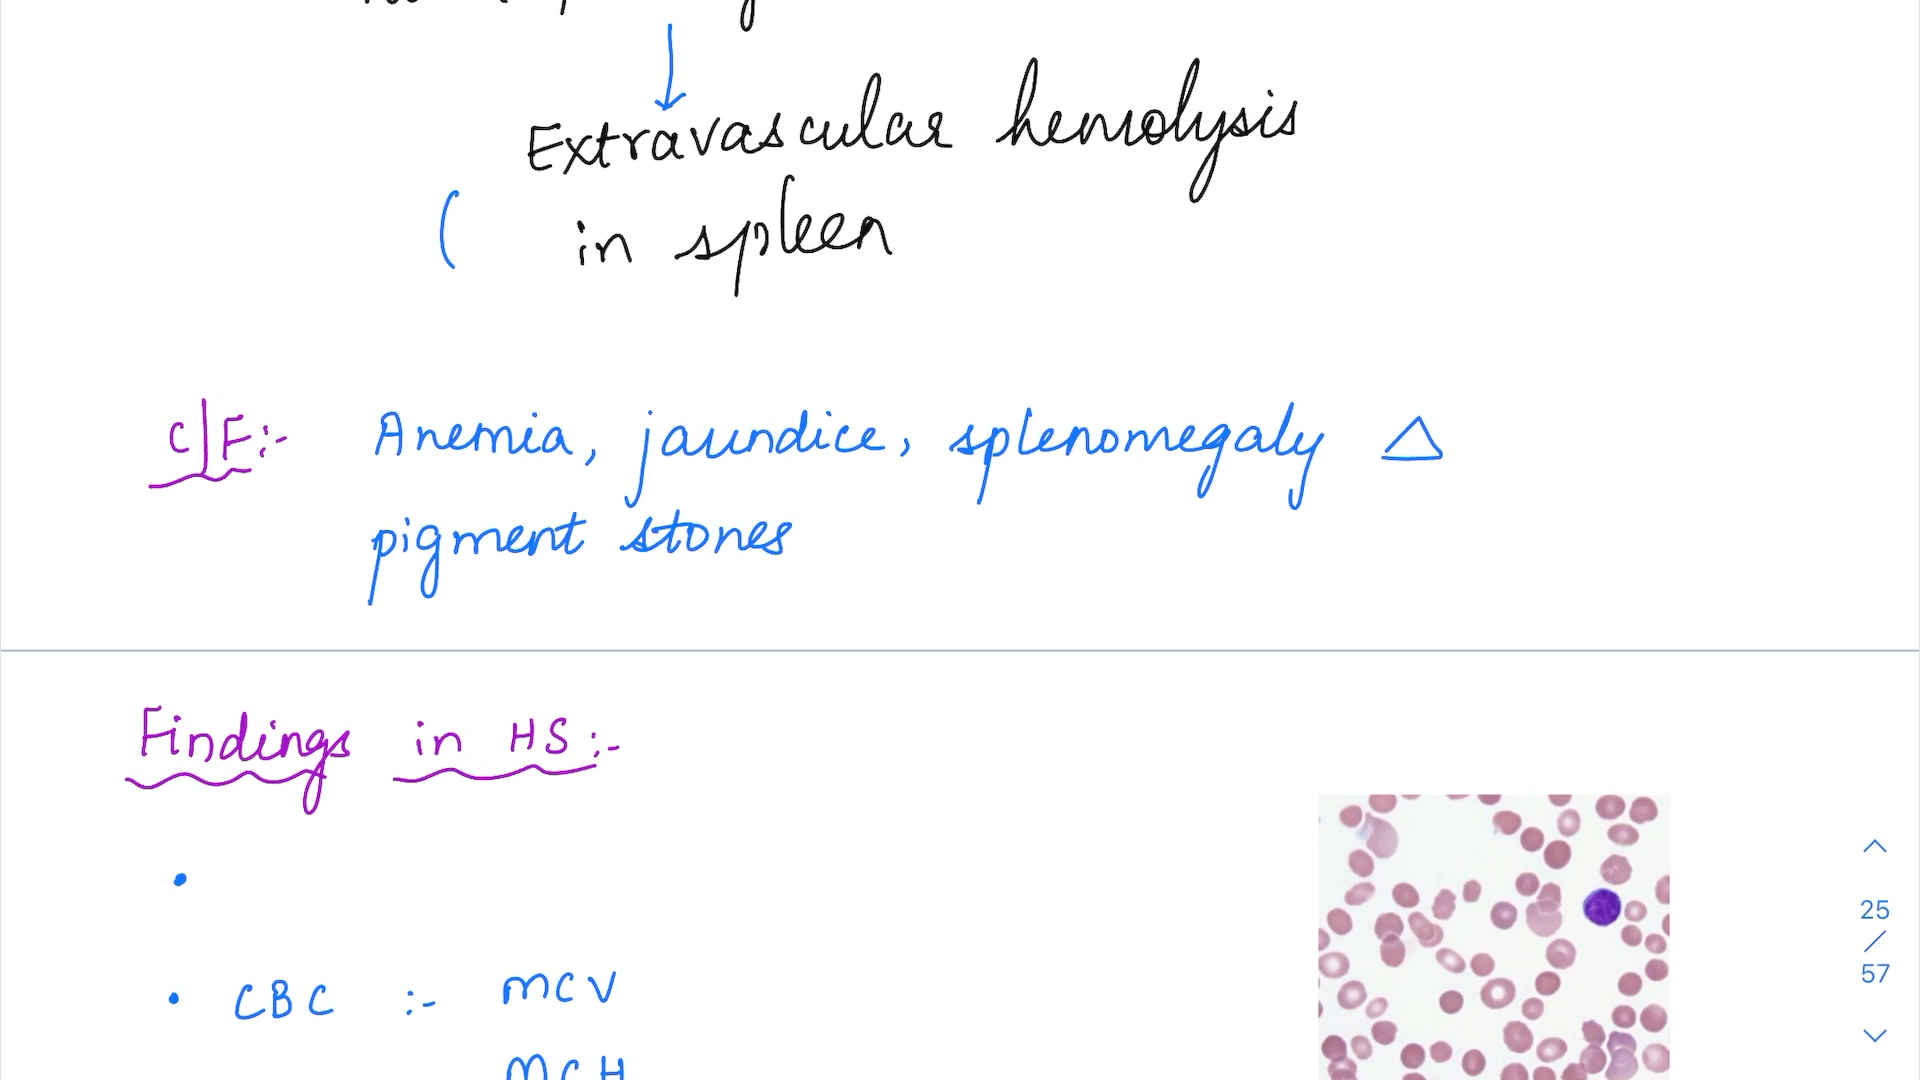 Extravascular hemolysis
( in spleen
C|F:- Anemia, jaundice, splenomegaly △
pigment stones
Findings in HS:-
•
• CBC :- MCV
MCH
25
/
57